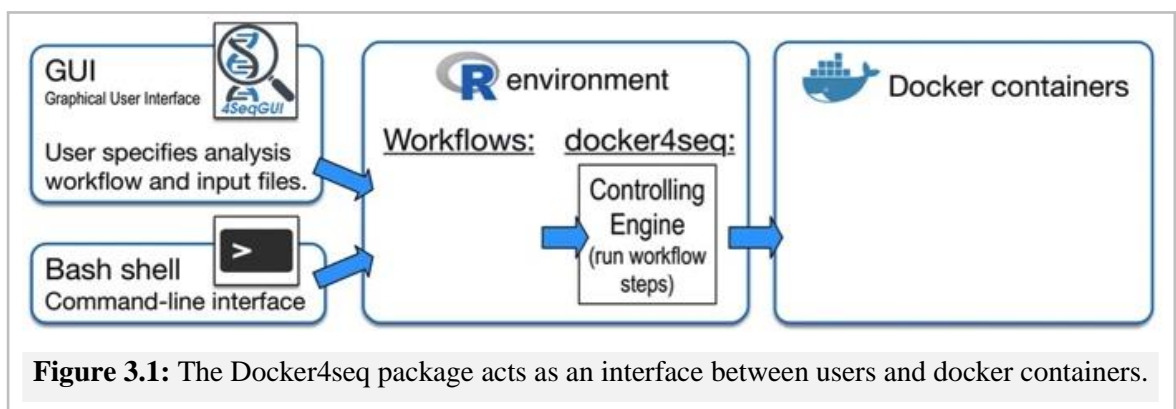 GUI
Graphical User Interface
4SeqGUI
User specifies analysis
workflow and input files.
>
Bash shell
Command-line interface
R environment
Workflows:
docker4seq:
Controlling
Engine
(run workflow
steps)
Docker containers
Figure 3.1: The Docker4seq package acts as an interface between users and docker containers.